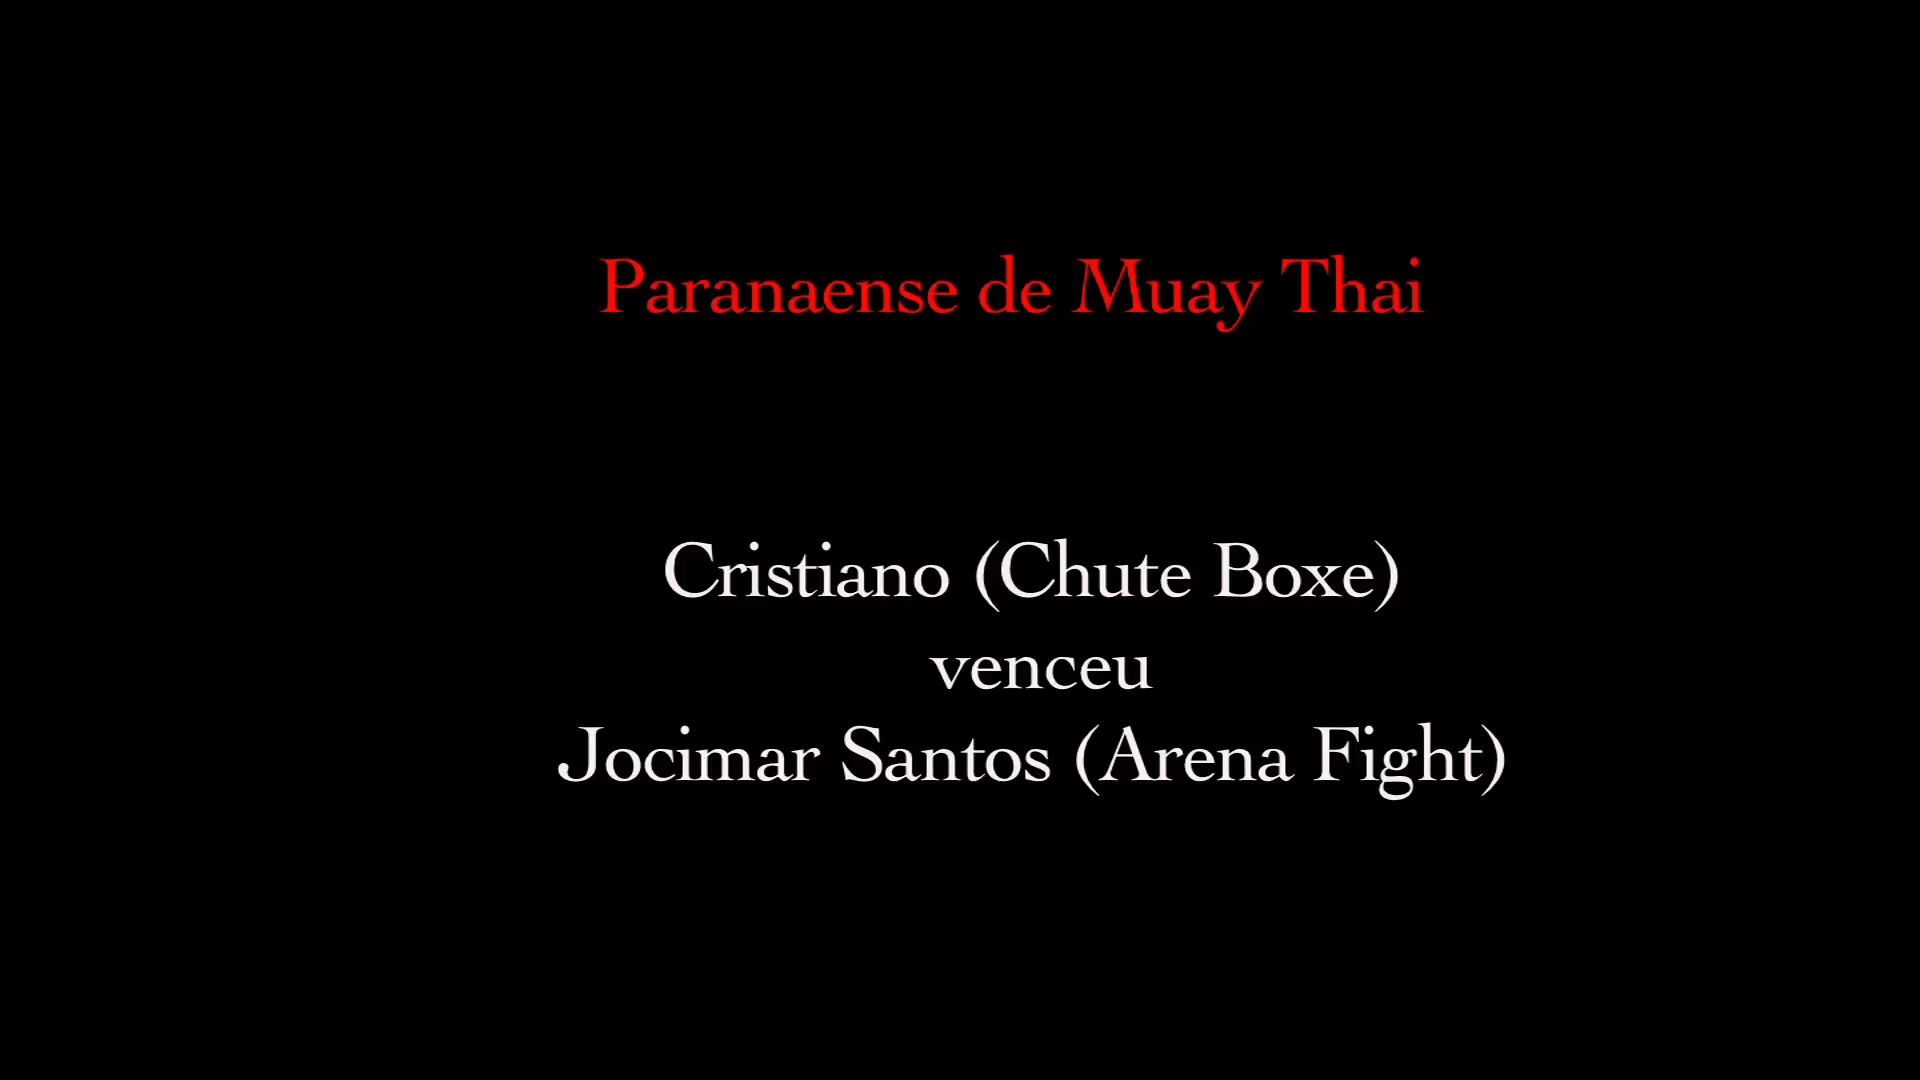 Paranaense de Muay Thai
Cristiano (Chute Boxe)
venceu
Jocimar Santos (Arena Fight)